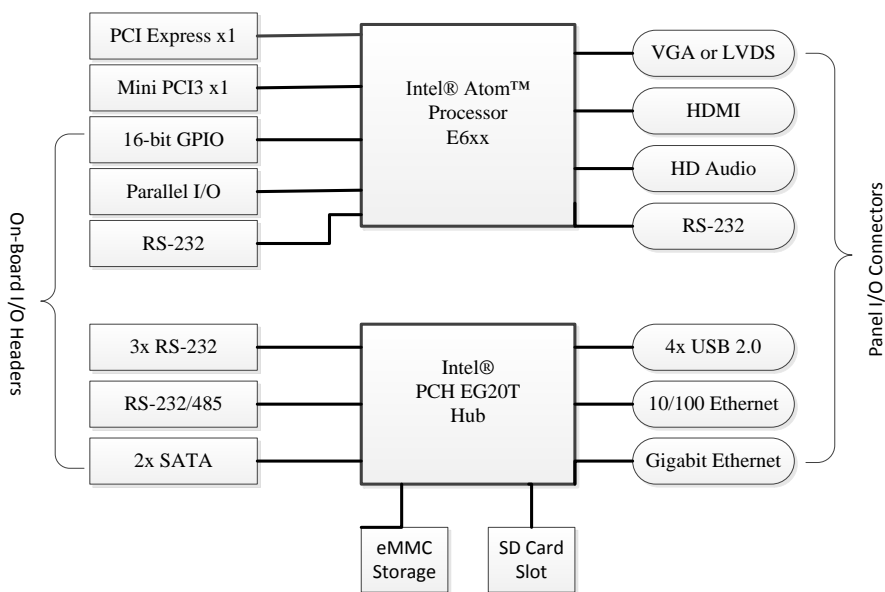 PCI Express x1
Mini PCI3 x1
16-bit GPIO
Parallel I/O
RS-232
Intel® Atom™
Processor
E6xx
VGA or LVDS
HDMI
HD Audio
RS-232
On-Board I/O Headers
Panel I/O Connectors
3x RS-232
RS-232/485
2x SATA
Intel®
PCH EG20T
Hub
4x USB 2.0
10/100 Ethernet
Gigabit Ethernet
eMMC
Storage
SD Card
Slot